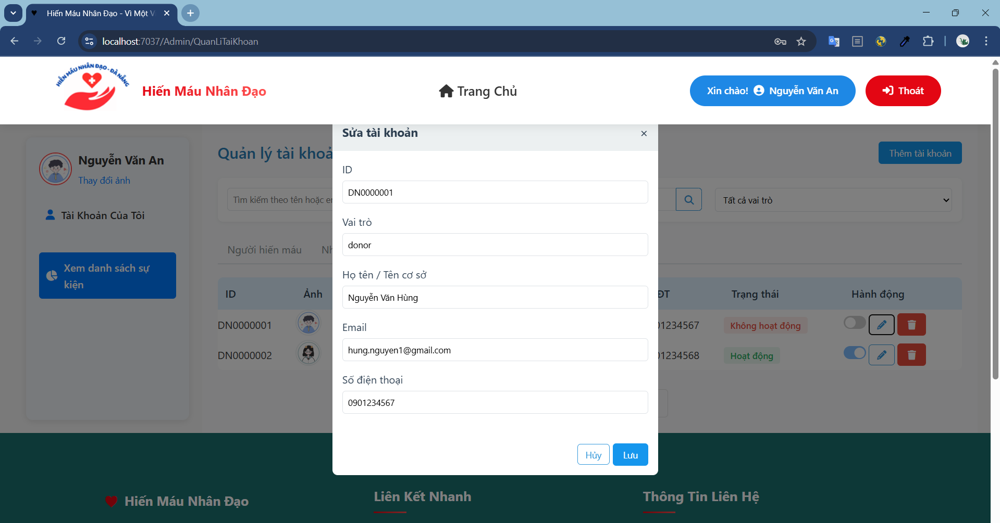 Hiến Máu Nhân Đạo - Vì Một V
localhost:7037/Admin/QuanLiTaiKhoan
HIẾN MÁU NHÂN ĐẠO - ĐÀ NẴNG
Hiến Máu Nhân Đạo
Trang Chủ
Xin chào! Nguyễn Văn An
Thoát
Nguyễn Văn An
Thay đổi ảnh
Tài Khoản Của Tôi
Xem danh sách sự
kiện
Quản lý tài khoả
Thêm tài khoản
Tìm kiếm theo tên hoặc e
Tất cả vai trò
Người hiến máu Nh
ID Ảnh ĐT Trạng thái Hành động
DN0000001 01234567 Không hoạt động
DN0000002 01234568 Hoạt động
Sửa tài khoản
×
ID
DN0000001
Vai trò
donor
Họ tên / Tên cơ sở
Nguyễn Văn Hùng
Email
hung.nguyen1@gmail.com
Số điện thoại
0901234567
Hủy
Lưu
Hiến Máu Nhân Đạo
Liên Kết Nhanh
Thông Tin Liên Hệ